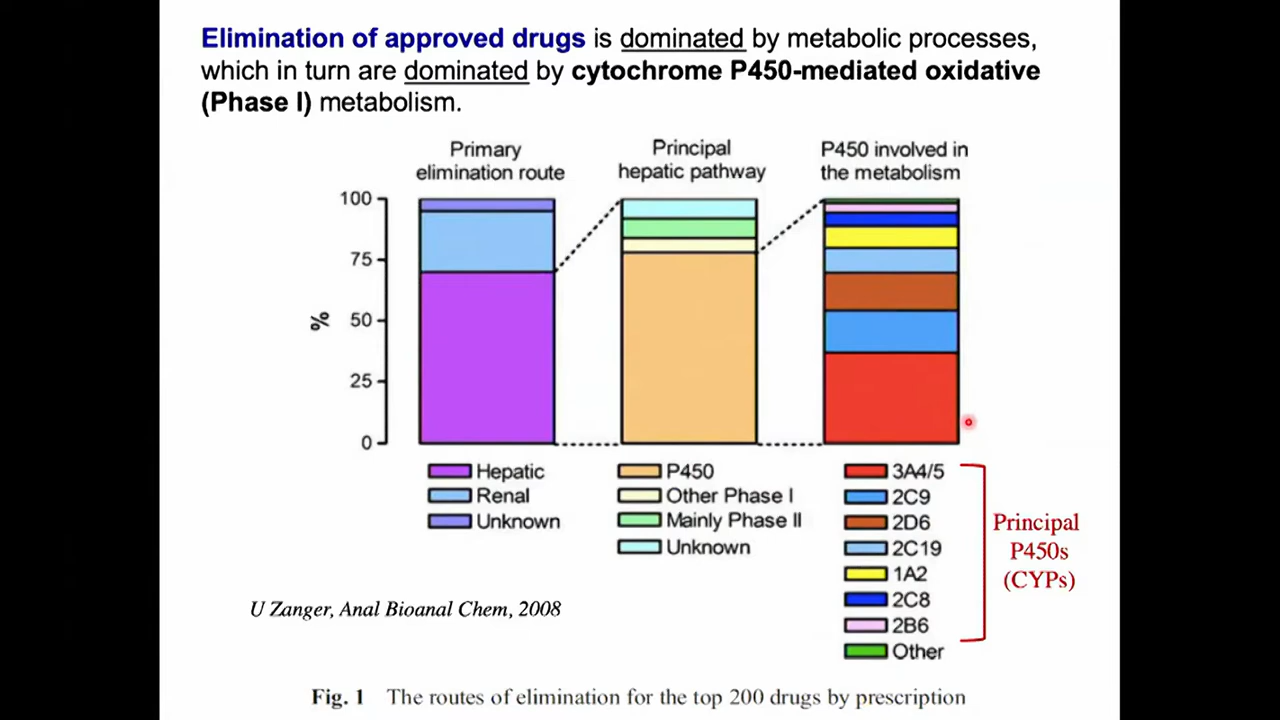 Elimination of approved drugs is dominated by metabolic processes,
which in turn are dominated by cytochrome P450-mediated oxidative
(Phase I) metabolism.
Primary
elimination route
Principal
hepatic pathway
P450 involved in
the metabolism
100
75
50
25
0
%
Hepatic
Renal
Unknown
P450
Other Phase I
Mainly Phase II
Unknown
3A4/5
2C9
2D6
2C19
1A2
2C8
2B6
Other
Principal
P450s
(CYPs)
U Zanger, Anal Bioanal Chem, 2008
Fig. 1 The routes of elimination for the top 200 drugs by prescription